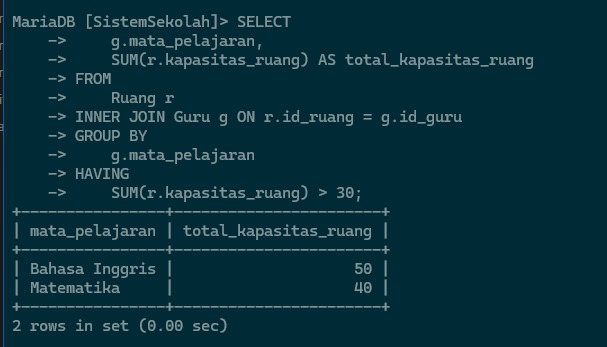 MariaDB [SistemSekolah]> SELECT
    ->     g.mata_pelajaran,
    ->     SUM(r.kapasitas_ruang) AS total_kapasitas_ruang
    -> FROM
    ->     Ruang r
    -> INNER JOIN Guru g ON r.id_ruang = g.id_guru
    -> GROUP BY
    ->     g.mata_pelajaran
    -> HAVING
    ->     SUM(r.kapasitas_ruang) > 30;
+----------------+-----------------------+
| mata_pelajaran | total_kapasitas_ruang |
+----------------+-----------------------+
| Bahasa Inggris |                    50 |
| Matematika     |                    40 |
+----------------+-----------------------+
2 rows in set (0.00 sec)